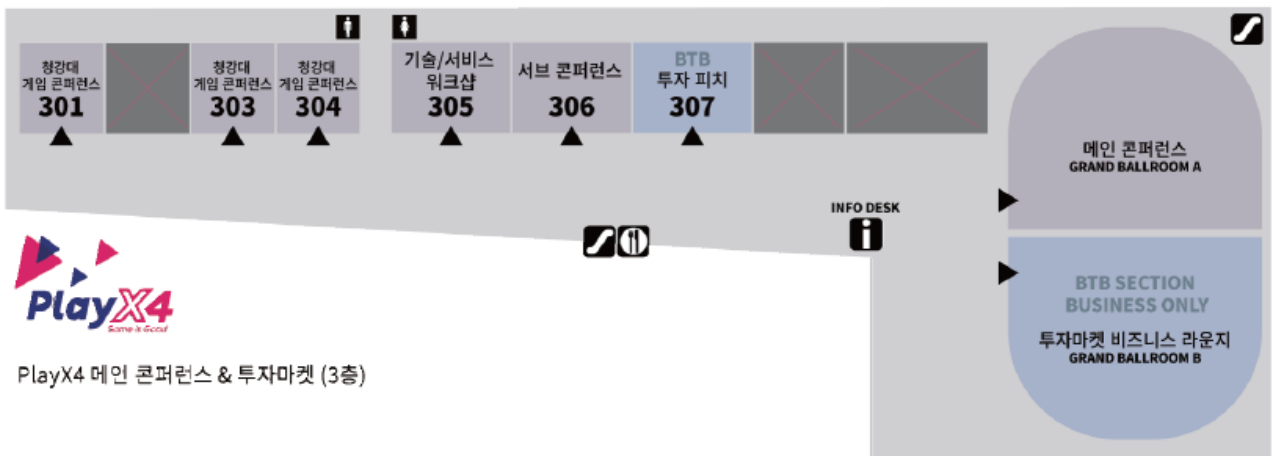 청강대
게임 콘퍼런스
301
청강대
게임 콘퍼런스
303
청강대
게임 콘퍼런스
304
기술/서비스
워크샵
305
서브 콘퍼런스
306
BTB
투자 피치
307
메인 콘퍼런스
GRAND BALLROOM A
INFO DESK
i
BTB SECTION
BUSINESS ONLY
투자마켓 비즈니스 라운지
GRAND BALLROOM B
PlayX4
Game is Good!
PlayX4 메인 콘퍼런스 & 투자마켓 (3층)